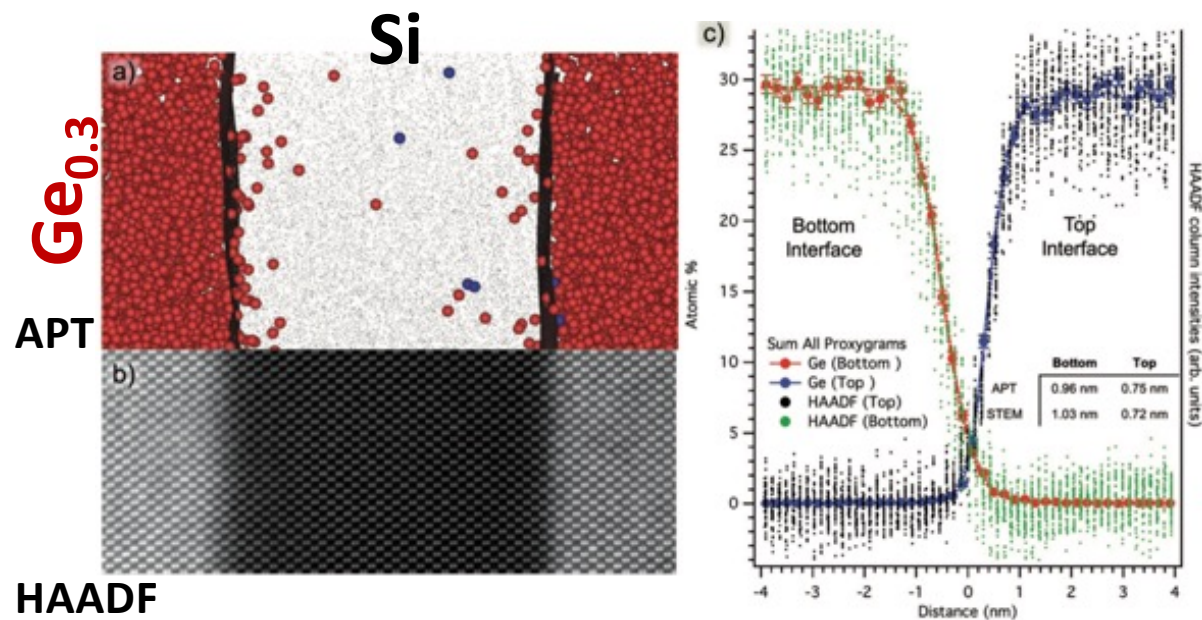 Si
a)
Ge0.3
APT
b)
HAADF
c)
Atomic %
30
25
20
15
10
5
0
Bottom
Interface
Top
Interface
Sum All Proxygrams
Ge (Bottom )
Ge (Top )
HAADF (Top)
HAADF (Bottom)
Bottom Top
APT 0.96 nm 0.75 nm
STEM 1.03 nm 0.72 nm
HAADF column intensities (arb. units)
-4 -3 -2 -1 0 1 2 3 4
Distance (nm)